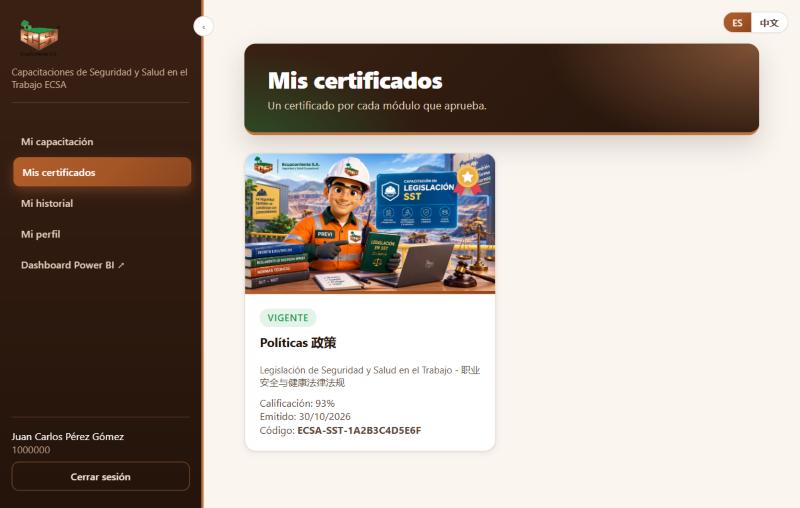 ECSA
Capacitaciones de Seguridad y Salud en el
Trabajo ECSA
Mi capacitación
Mis certificados
Mi historial
Mi perfil
Dashboard Power BI ↗
Juan Carlos Pérez Gómez
1000000
Cerrar sesión
‹
ES
中文
Mis certificados
Un certificado por cada módulo que aprueba.
Ecuacorriente S.A.
CAPACITACIÓN EN
LEGISLACIÓN
SST
PREVI
LEGISLACIÓN
EN SST
NORMAS TÉCNICAS
VIGENTE
Políticas 政策
Legislación de Seguridad y Salud en el Trabajo - 职业
安全与健康法律法规
Calificación: 93%
Emitido: 30/10/2026
Código: ECSA-SST-1A2B3C4D5E6F